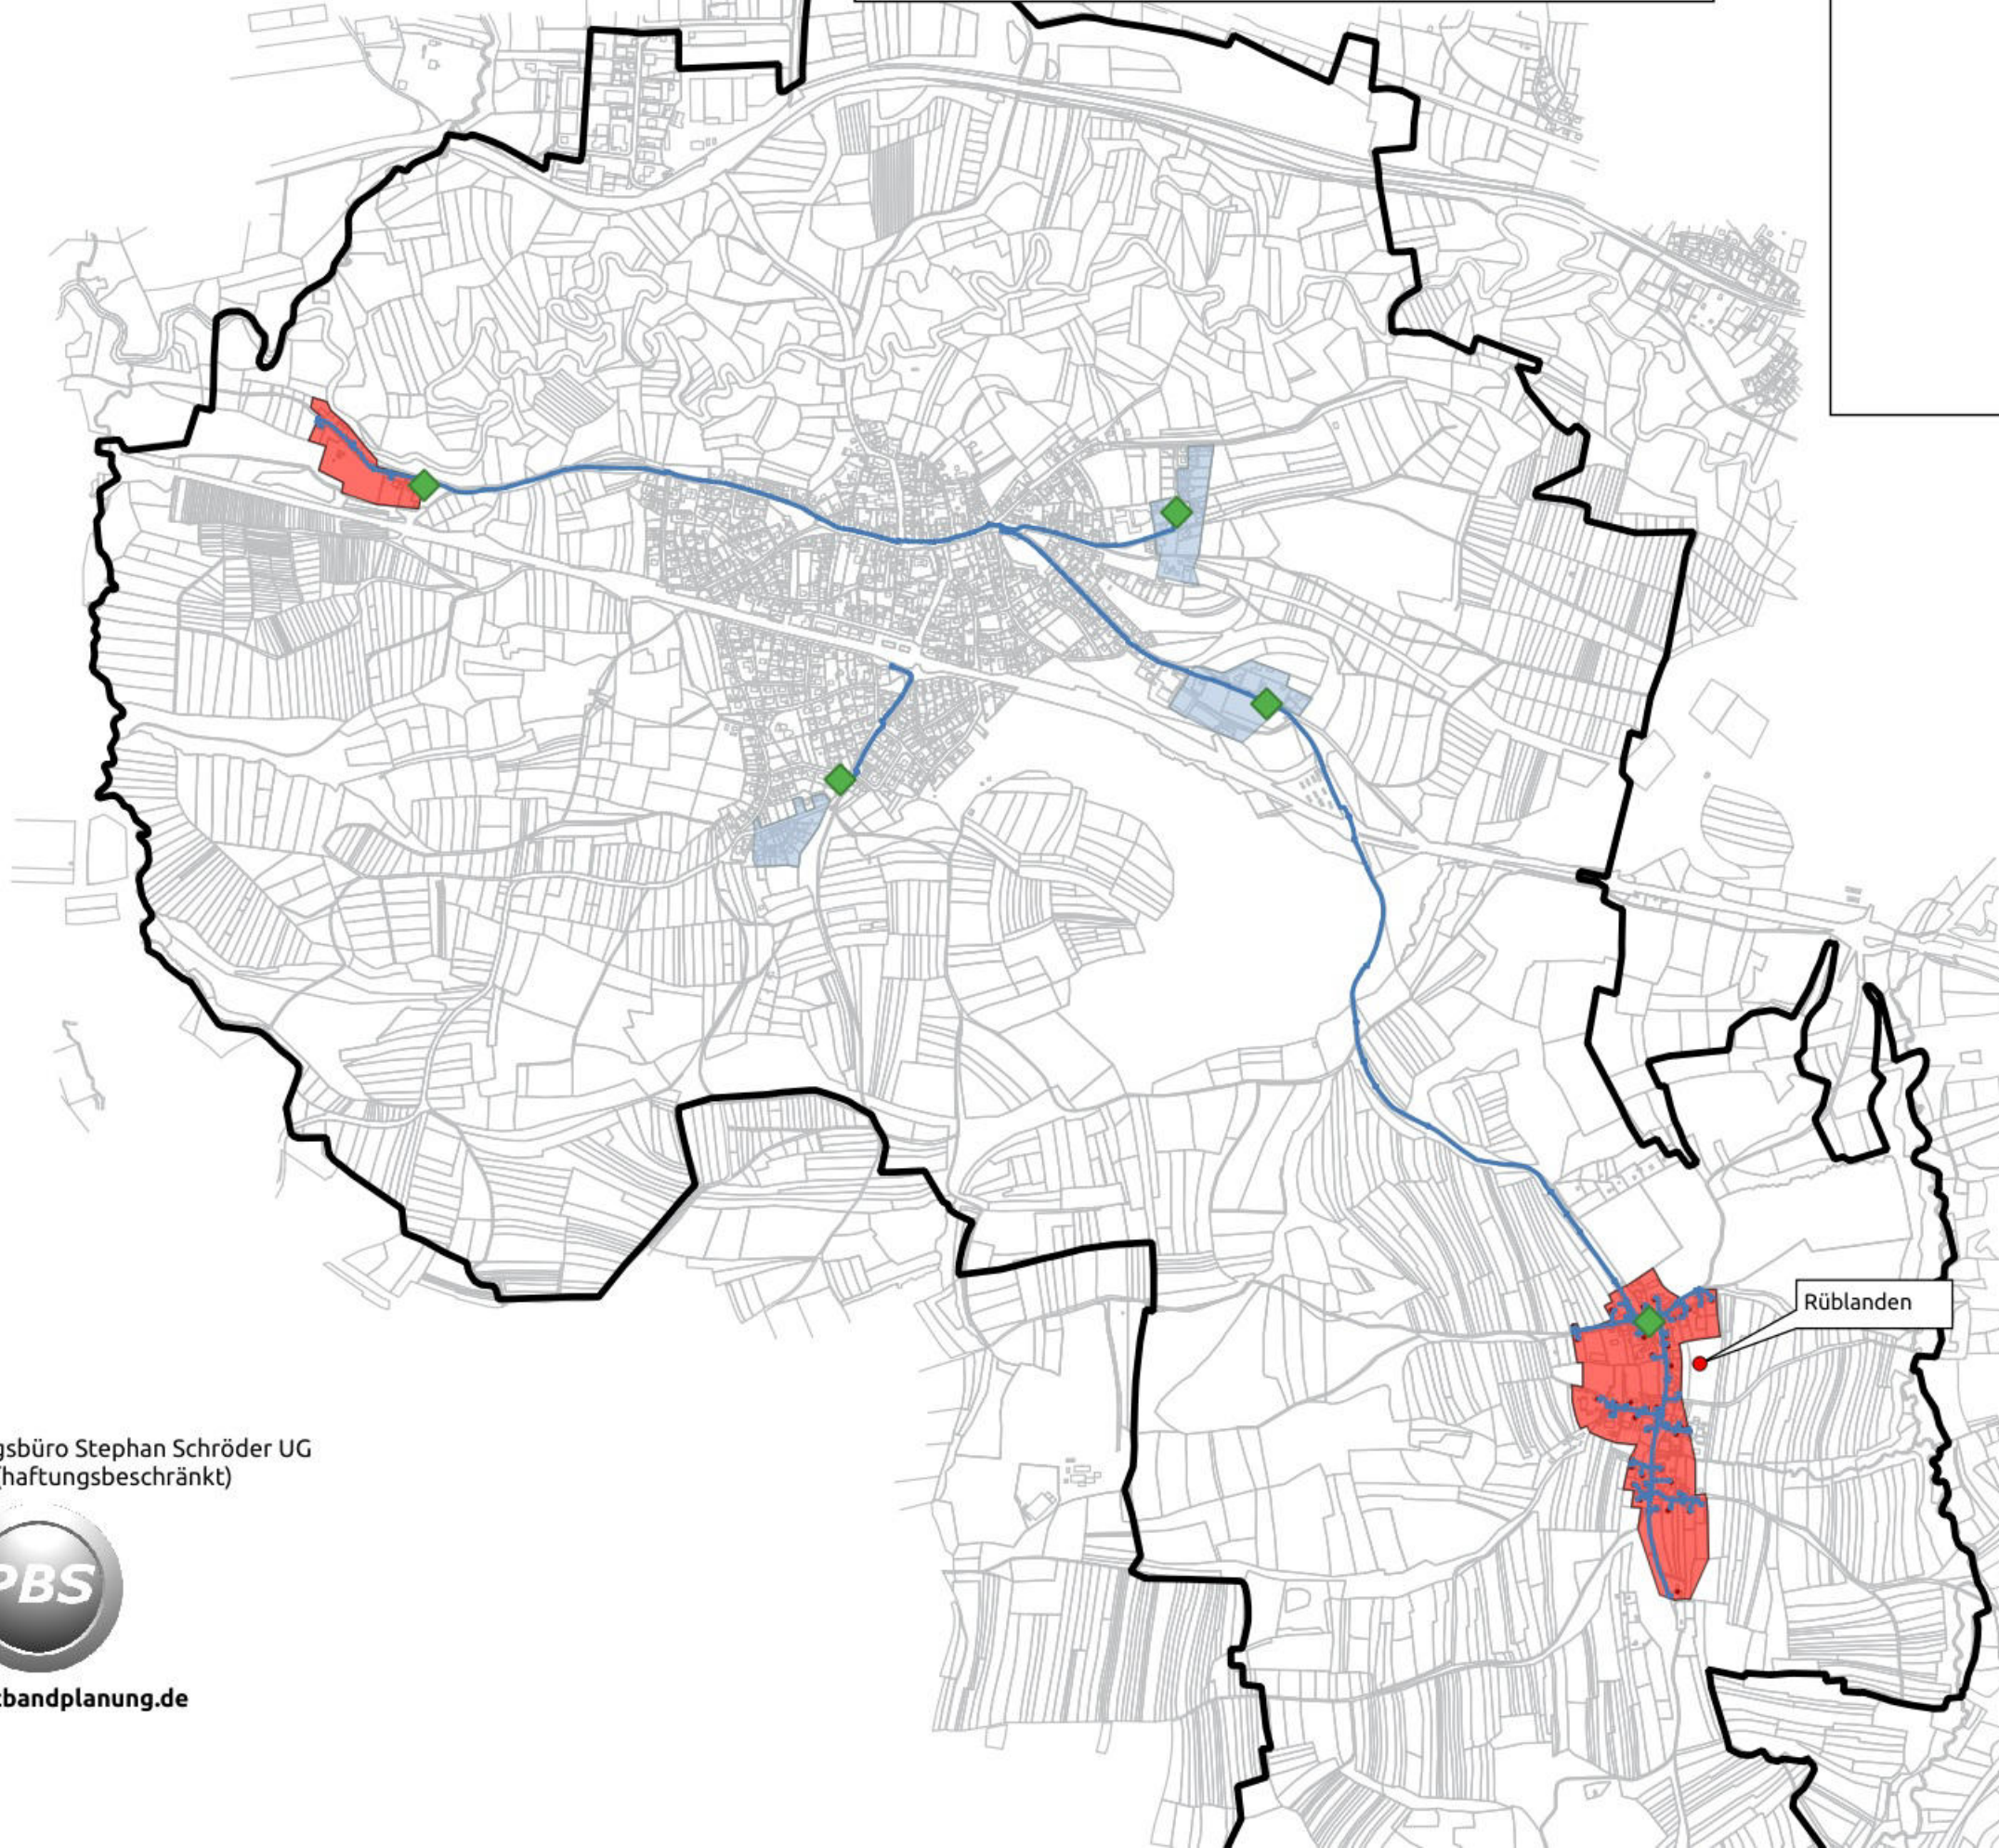 Rüblanden
gsbüro Stephan Schröder UG
(haftungsbeschränkt)
PBS
tbandplanung.de